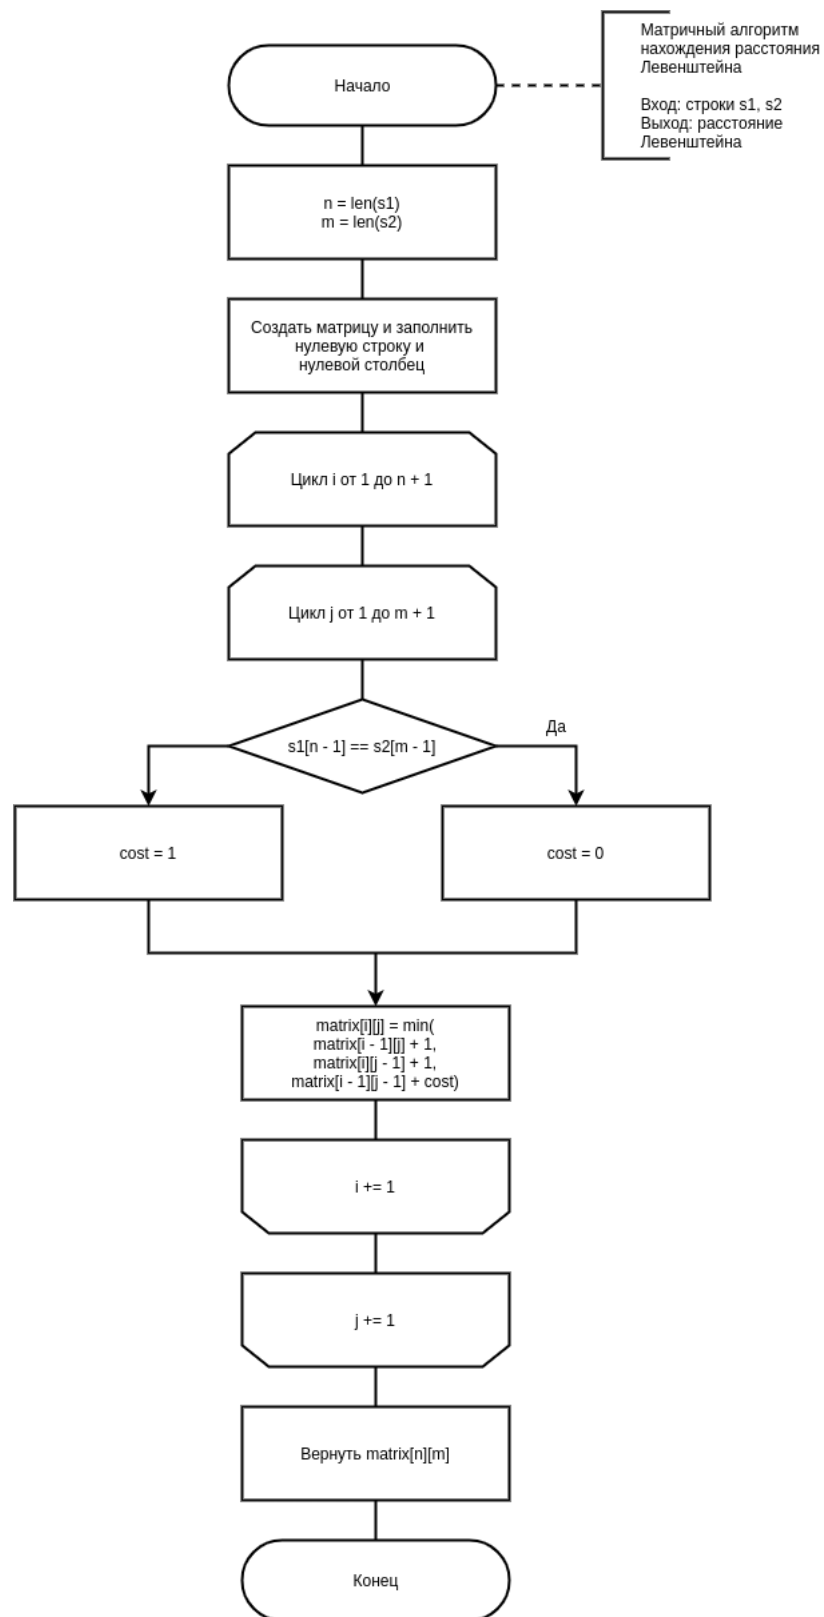 Матричный алгоритм
нахождения расстояния
Левенштейна
Вход: строки s1, s2
Выход: расстояние
Левенштейна
Начало
n = len(s1)
m = len(s2)
Создать матрицу и заполнить
нулевую строку и
нулевой столбец
Цикл i от 1 до n + 1
Цикл j от 1 до m + 1
s1[n - 1] == s2[m - 1]
Да
cost = 1
cost = 0
matrix[i][j] = min(
matrix[i - 1][j] + 1,
matrix[i][j - 1] + 1,
matrix[i - 1][j - 1] + cost)
i += 1
j += 1
Вернуть matrix[n][m]
Конец